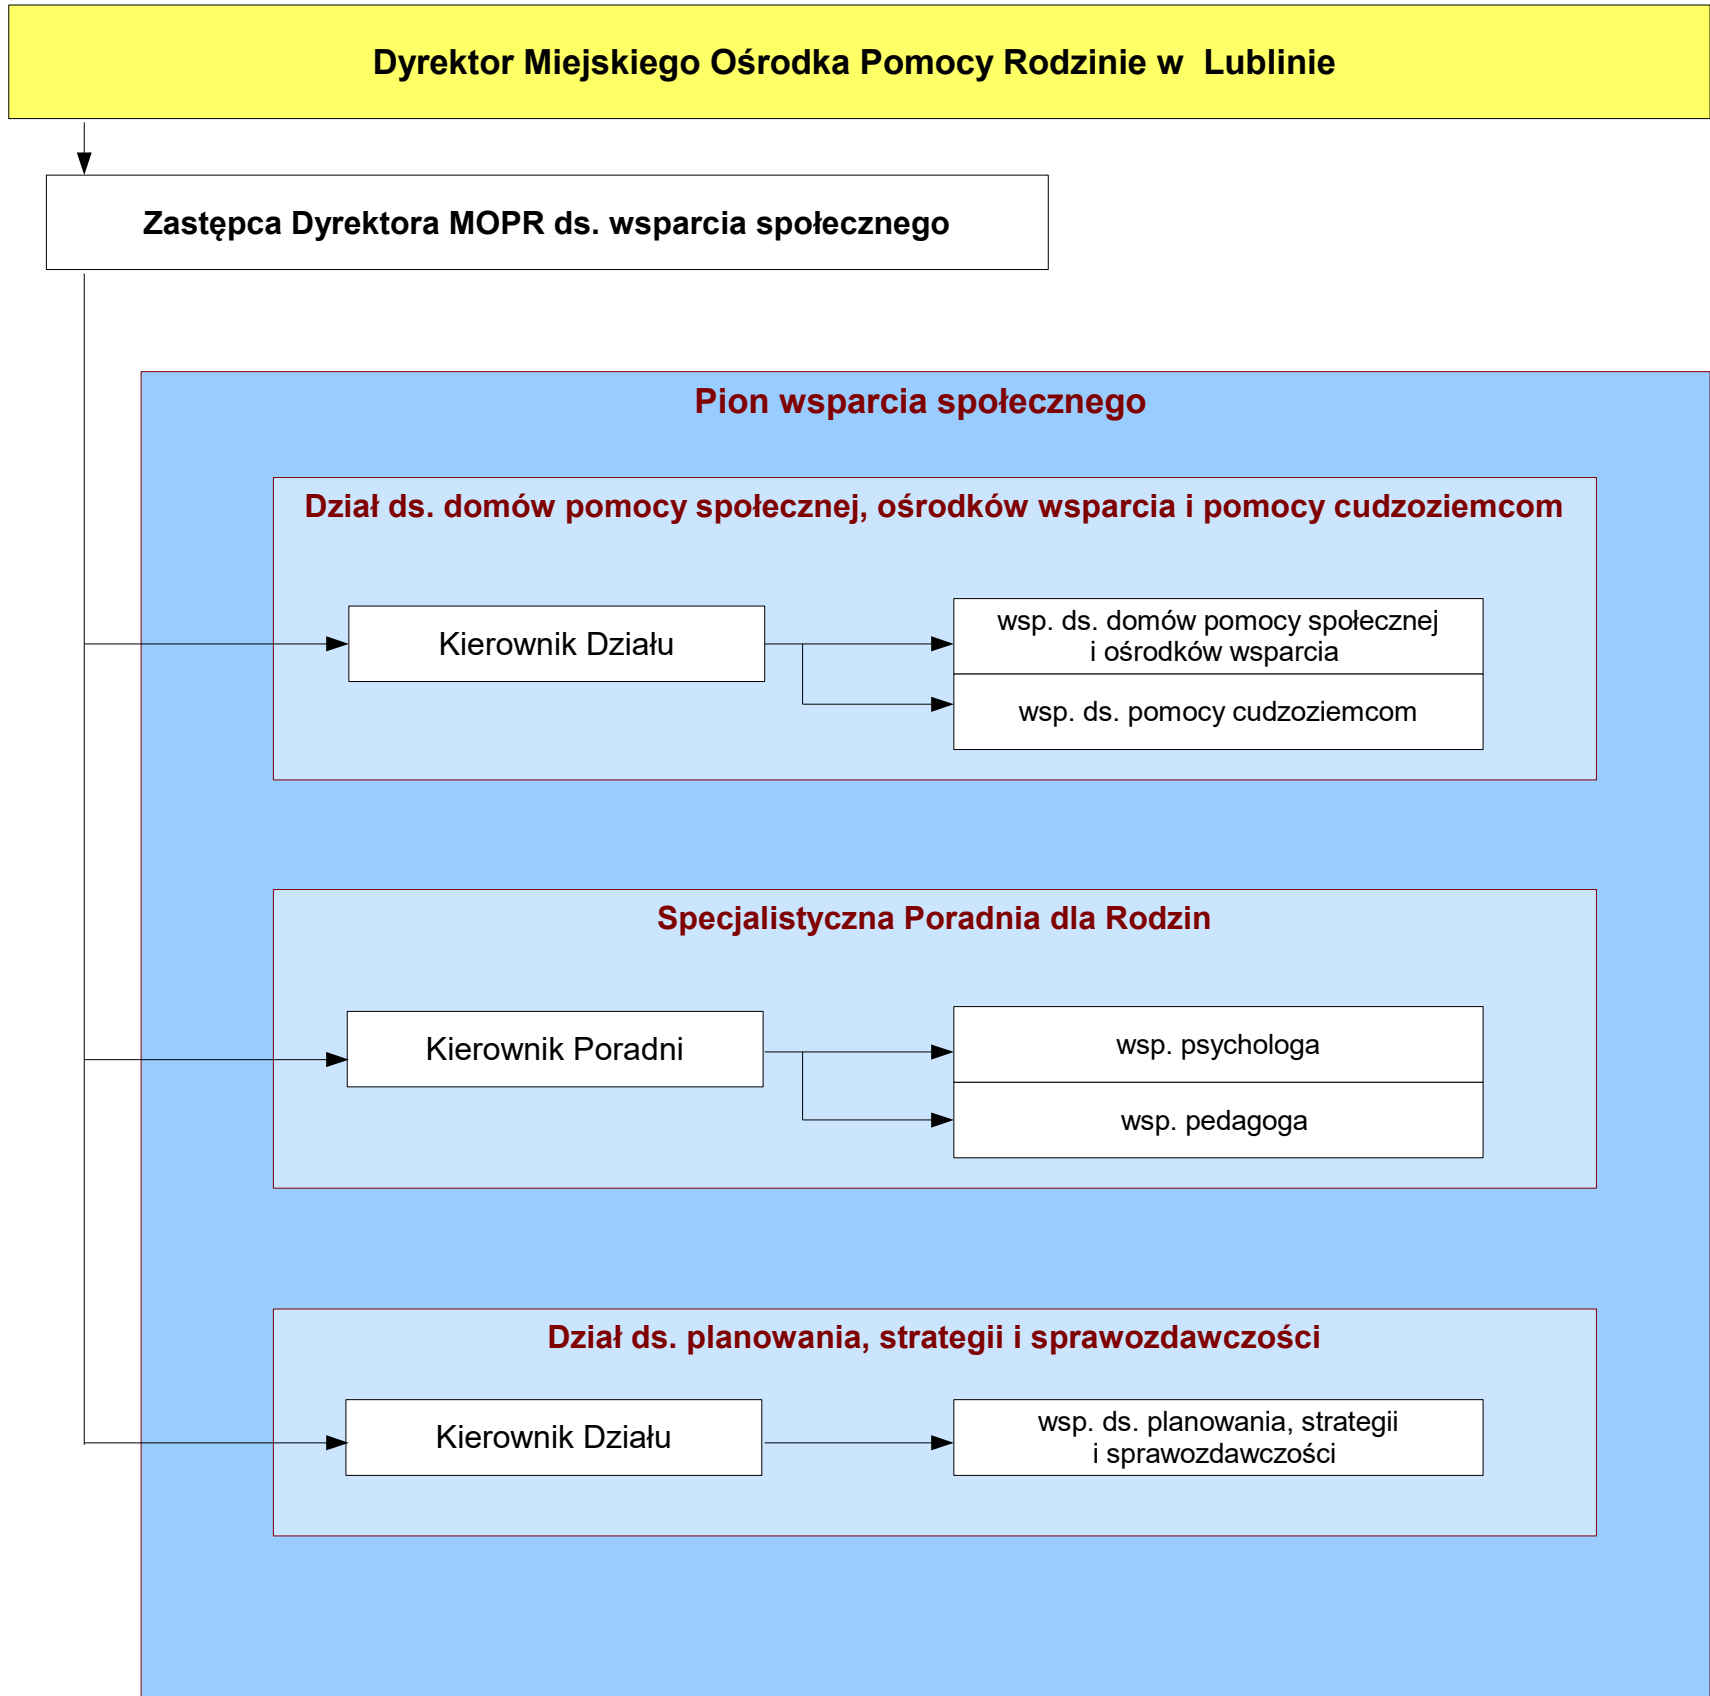 Dyrektor Miejskiego Ośrodka Pomocy Rodzinie w Lublinie
Zastępca Dyrektora MOPR ds. wsparcia społecznego
Pion wsparcia społecznego
Dział ds. domów pomocy społecznej, ośrodków wsparcia i pomocy cudzoziemcom
Kierownik Działu
wsp. ds. domów pomocy społecznej
i ośrodków wsparcia
wsp. ds. pomocy cudzoziemcom
Specjalistyczna Poradnia dla Rodzin
Kierownik Poradni
wsp. psychologa
wsp. pedagoga
Dział ds. planowania, strategii i sprawozdawczości
Kierownik Działu
wsp. ds. planowania, strategii
i sprawozdawczości